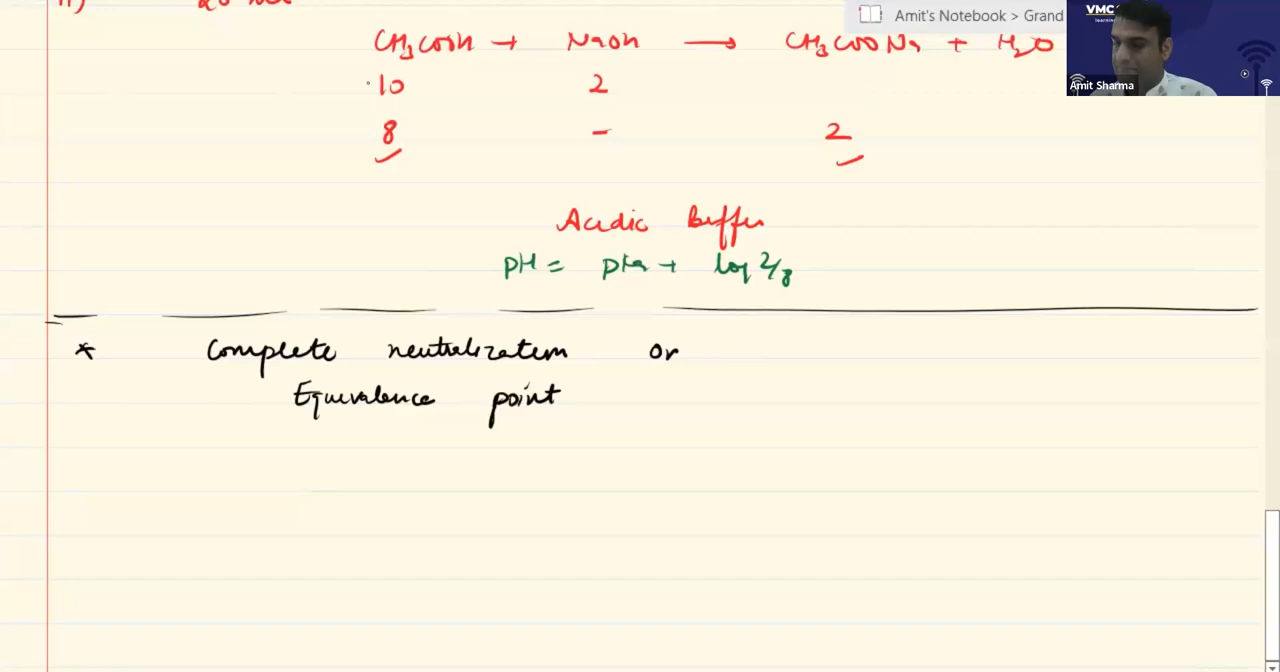 Amit's Notebook > Grand
VMC
Amit Sharma
CH3COOH + NaOH → CH3COONa + H2O
10 2
8 - 2
Acidic Buffer
pH = pKa + log 2/8
* Complete neutralization or
Equivalence point